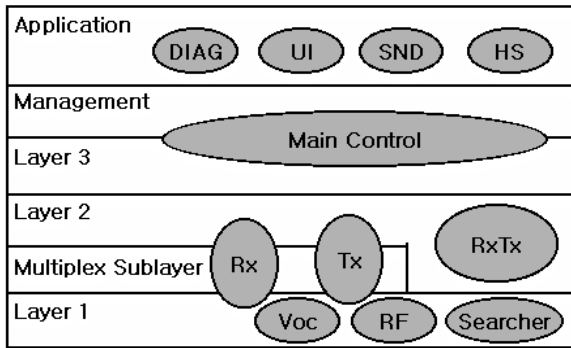 Application
DIAG UI SND HS
Management
Main Control
Layer 3
Layer 2
Rx Tx RxTx
Multiplex Sublayer
Layer 1
Voc RF Searcher